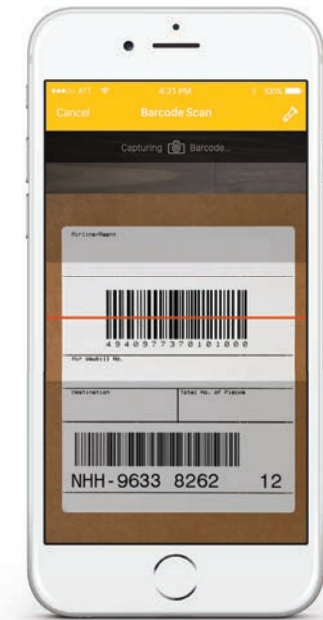 ATT 4:21 PM 100%
Cancel Barcode Scan
Capturing Barcode...
4940977370101000
Destination Total No. of Pieces
NHH-9633 8262 12